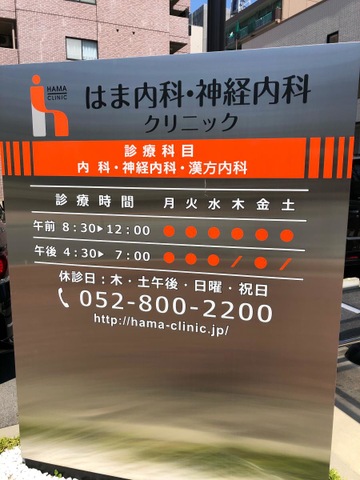 HAMA
CLINIC
はま内科・神経内科
クリニック
診療科目
内科・神経内科・漢方内科
診療時間 月 火 水 木 金 土
午前 8:30▶12:00 ● ● ● ● ● ●
午後 4:30▶ 7:00 ● ● ● / ● /
休診日:木・土午後・日曜・祝日
052-800-2200
http://hama-clinic.jp/